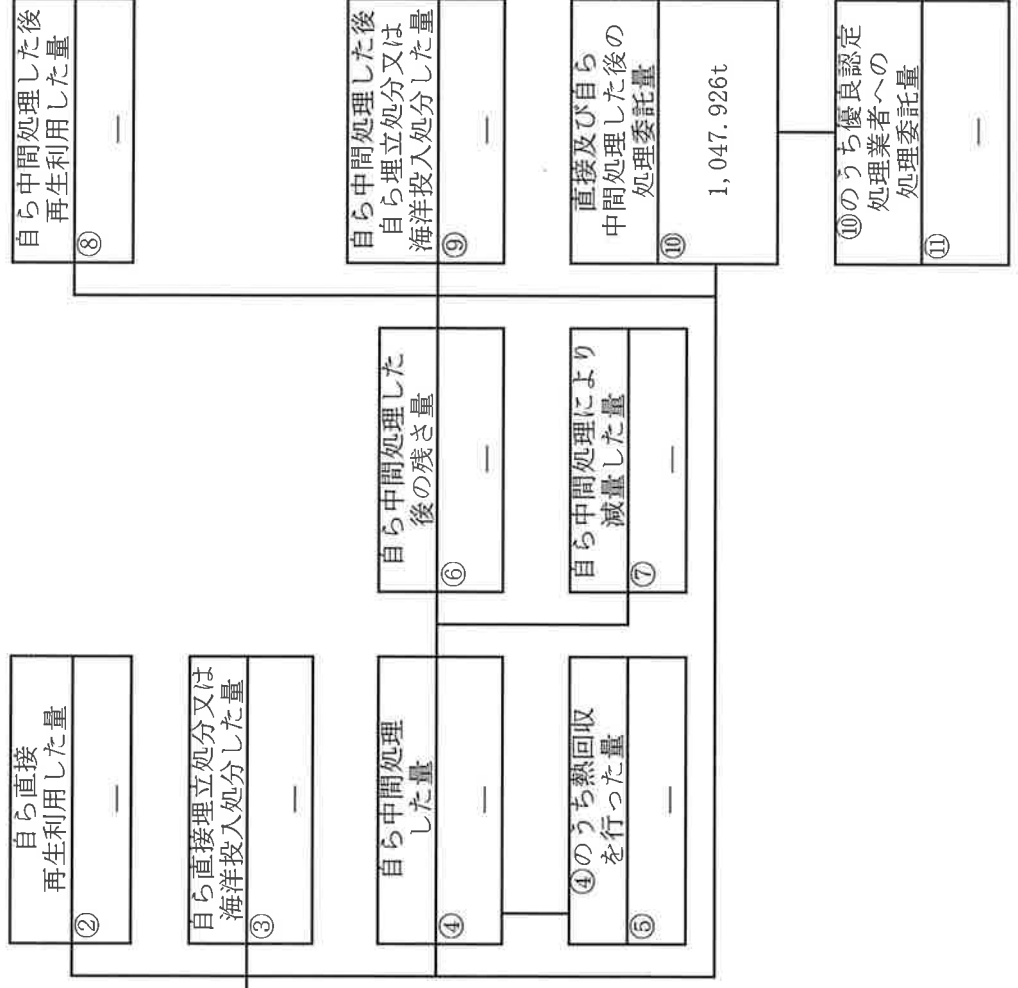 自ら直接
再生利用した量
②
—
自ら直接埋立処分又は
海洋投入処分した量
③
—
自ら中間処理
した量
④
—
④のうち熱回収
を行った量
⑤
—
自ら中間処理した
後の残さ量
⑥
—
自ら中間処理により
減量した量
⑦
—
自ら中間処理した後
再生利用した量
⑧
—
自ら中間処理した後
自ら埋立処分又は
海洋投入処分した量
⑨
—
直接及び自ら
中間処理した後の
処理委託量
⑩
1,047.926t
⑩のうち優良認定
処理業者への
処理委託量
⑪
—